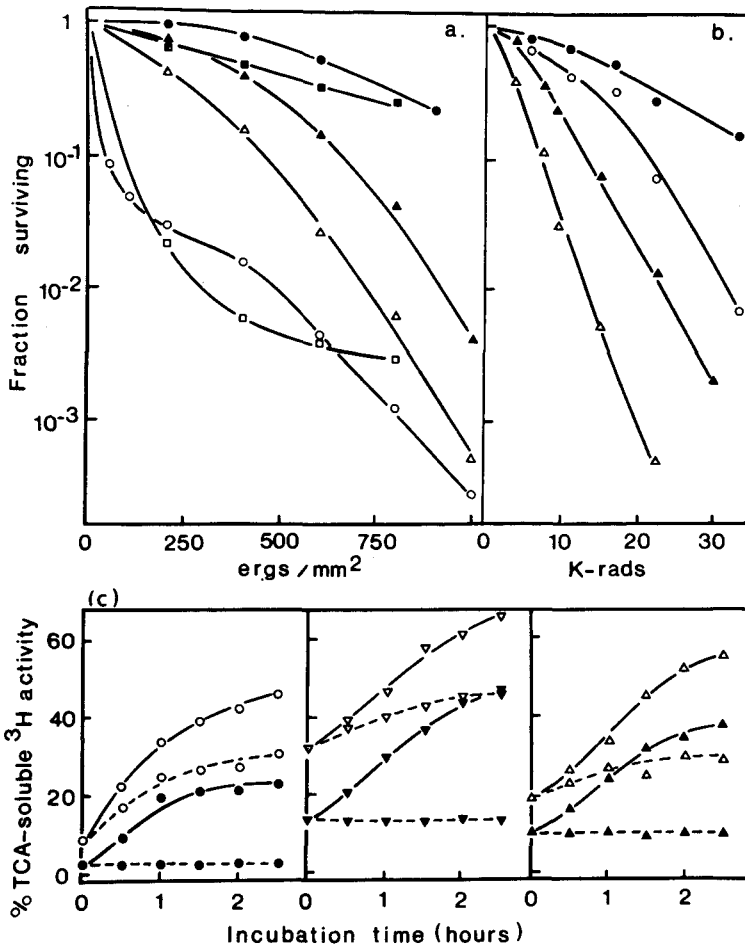 a.
b.
1
10⁻¹
10⁻²
10⁻³
Fraction surviving
0 250 500 750 0
ergs/mm²
10 20 30
K-rads
(c)
60
40
20
0
% TCA-soluble ³H activity
0 1 2
0 1 2
0 1 2
Incubation time (hours)